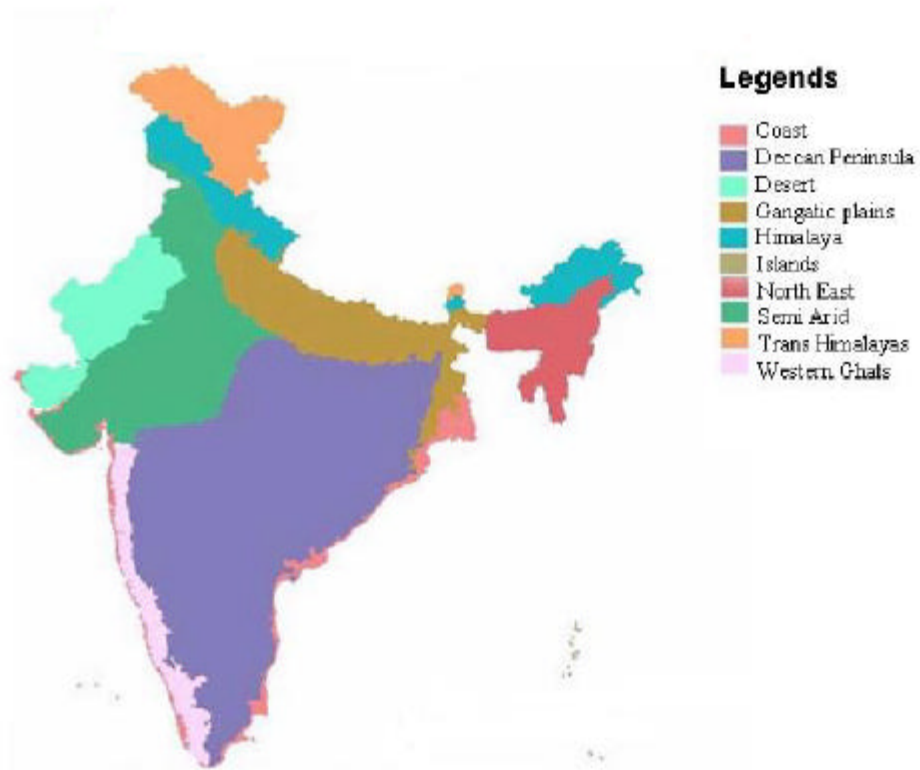 Legends
Coast
Deccan Peninsula
Desert
Gangatic plains
Himalaya
Islands
North East
Semi Arid
Trans Himalayas
Western Ghats